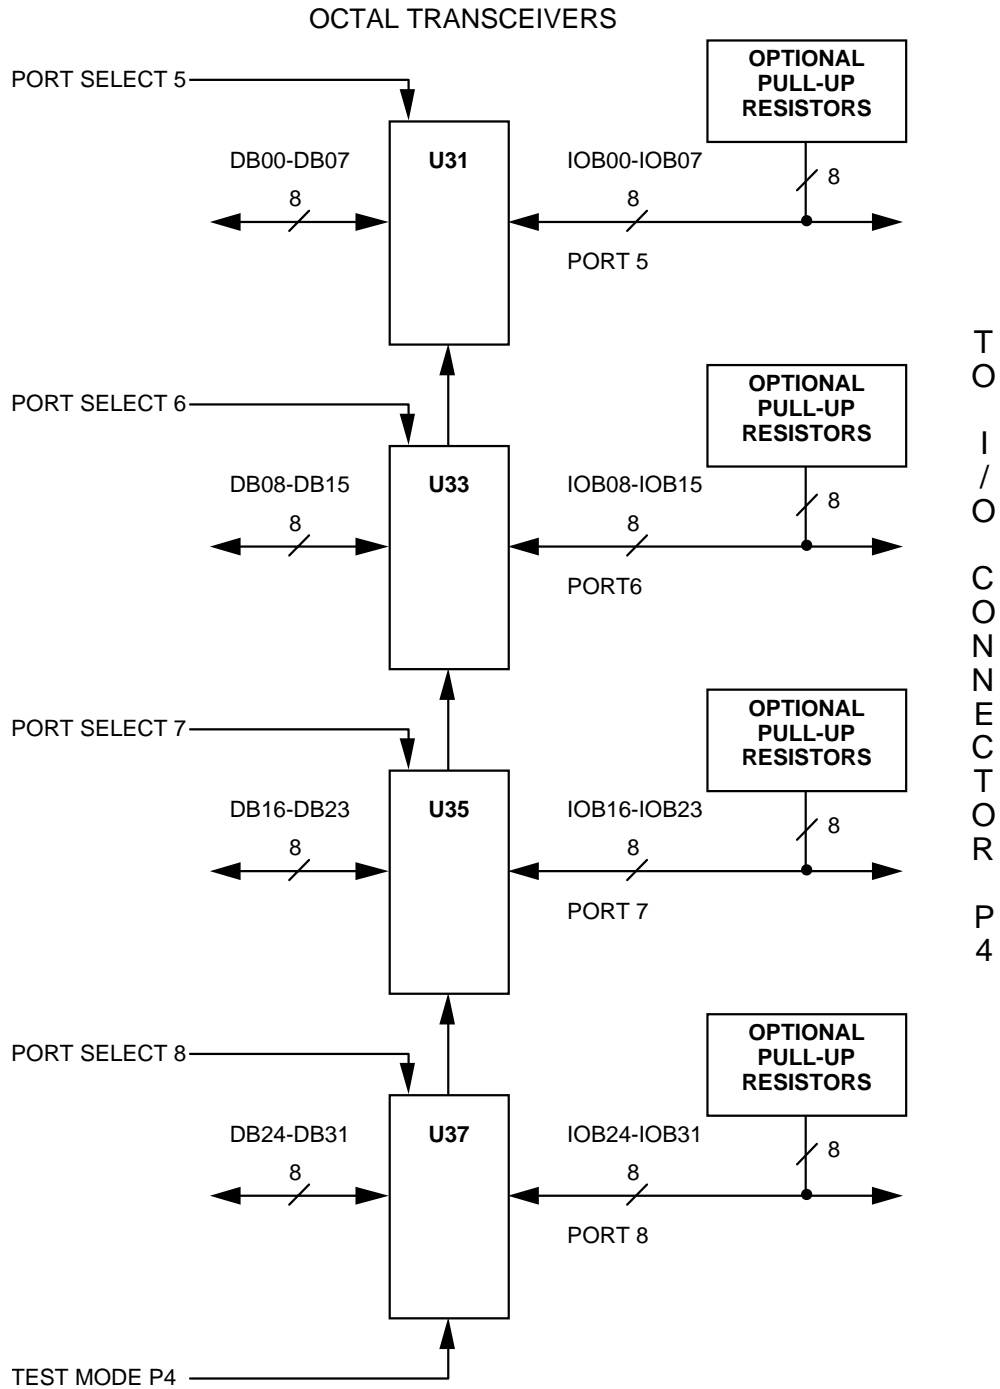 OCTAL TRANSCEIVERS
PORT SELECT 5
OPTIONAL
PULL-UP
RESISTORS
DB00-DB07
8
U31
IOB00-IOB07
8
8
PORT 5
PORT SELECT 6
OPTIONAL
PULL-UP
RESISTORS
DB08-DB15
8
U33
IOB08-IOB15
8
8
PORT6
PORT SELECT 7
OPTIONAL
PULL-UP
RESISTORS
DB16-DB23
8
U35
IOB16-IOB23
8
8
PORT 7
PORT SELECT 8
OPTIONAL
PULL-UP
RESISTORS
DB24-DB31
8
U37
IOB24-IOB31
8
8
PORT 8
TEST MODE P4
TO I/O CONNECTOR P4